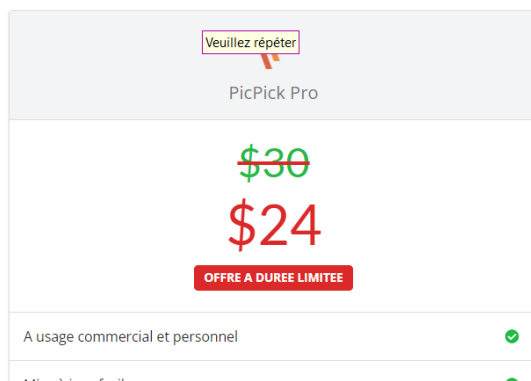 Veuillez répéter
PicPick Pro
$30
$24
OFFRE A DUREE LIMITEE
A usage commercial et personnel